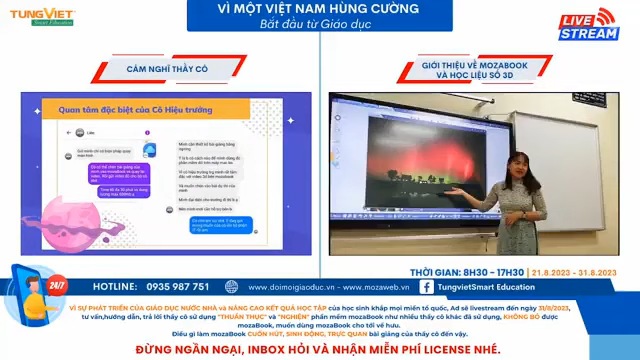 TUNGVIET
Smart Education
VÌ MỘT VIỆT NAM HÙNG CƯỜNG
Bắt đầu từ Giáo dục
LIVE
STREAM
CẢM NGHĨ THẦY CÔ
GIỚI THIỆU VỀ MOZABOOK
VÀ HỌC LIỆU SỐ 3D
Quan tâm đặc biệt của Cô Hiệu trưởng
THỜI GIAN: 8H30 - 17H30 | 21.8.2023 - 31.8.2023
24/7
HOTLINE: 0935 987 751
www.doimoigiaoduc.vn - www.mozaweb.vn
TungvietSmart Education
VÌ SỰ PHÁT TRIỂN CỦA GIÁO DỤC NƯỚC NHÀ và NÂNG CAO KẾT QUẢ HỌC TẬP của học sinh khắp mọi miền tổ quốc, Ad sẽ livestream đến ngày 31/8/2023,
tư vấn,hướng dẫn, trả lời thầy cô sử dụng "THUẦN THỤC" và "NGHIỆN" phần mềm mozaBook như nhiều thầy cô khác đã sử dụng, KHÔNG BỎ được
mozaBook, muốn dùng mozaBook cho tới về hưu.
Điều gì làm mozaBook CUỐN HÚT, SINH ĐỘNG, TRỰC QUAN bài giảng của thầy cô đến vậy.
ĐỪNG NGẦN NGẠI, INBOX HỎI VÀ NHẬN MIỄN PHÍ LICENSE NHÉ.